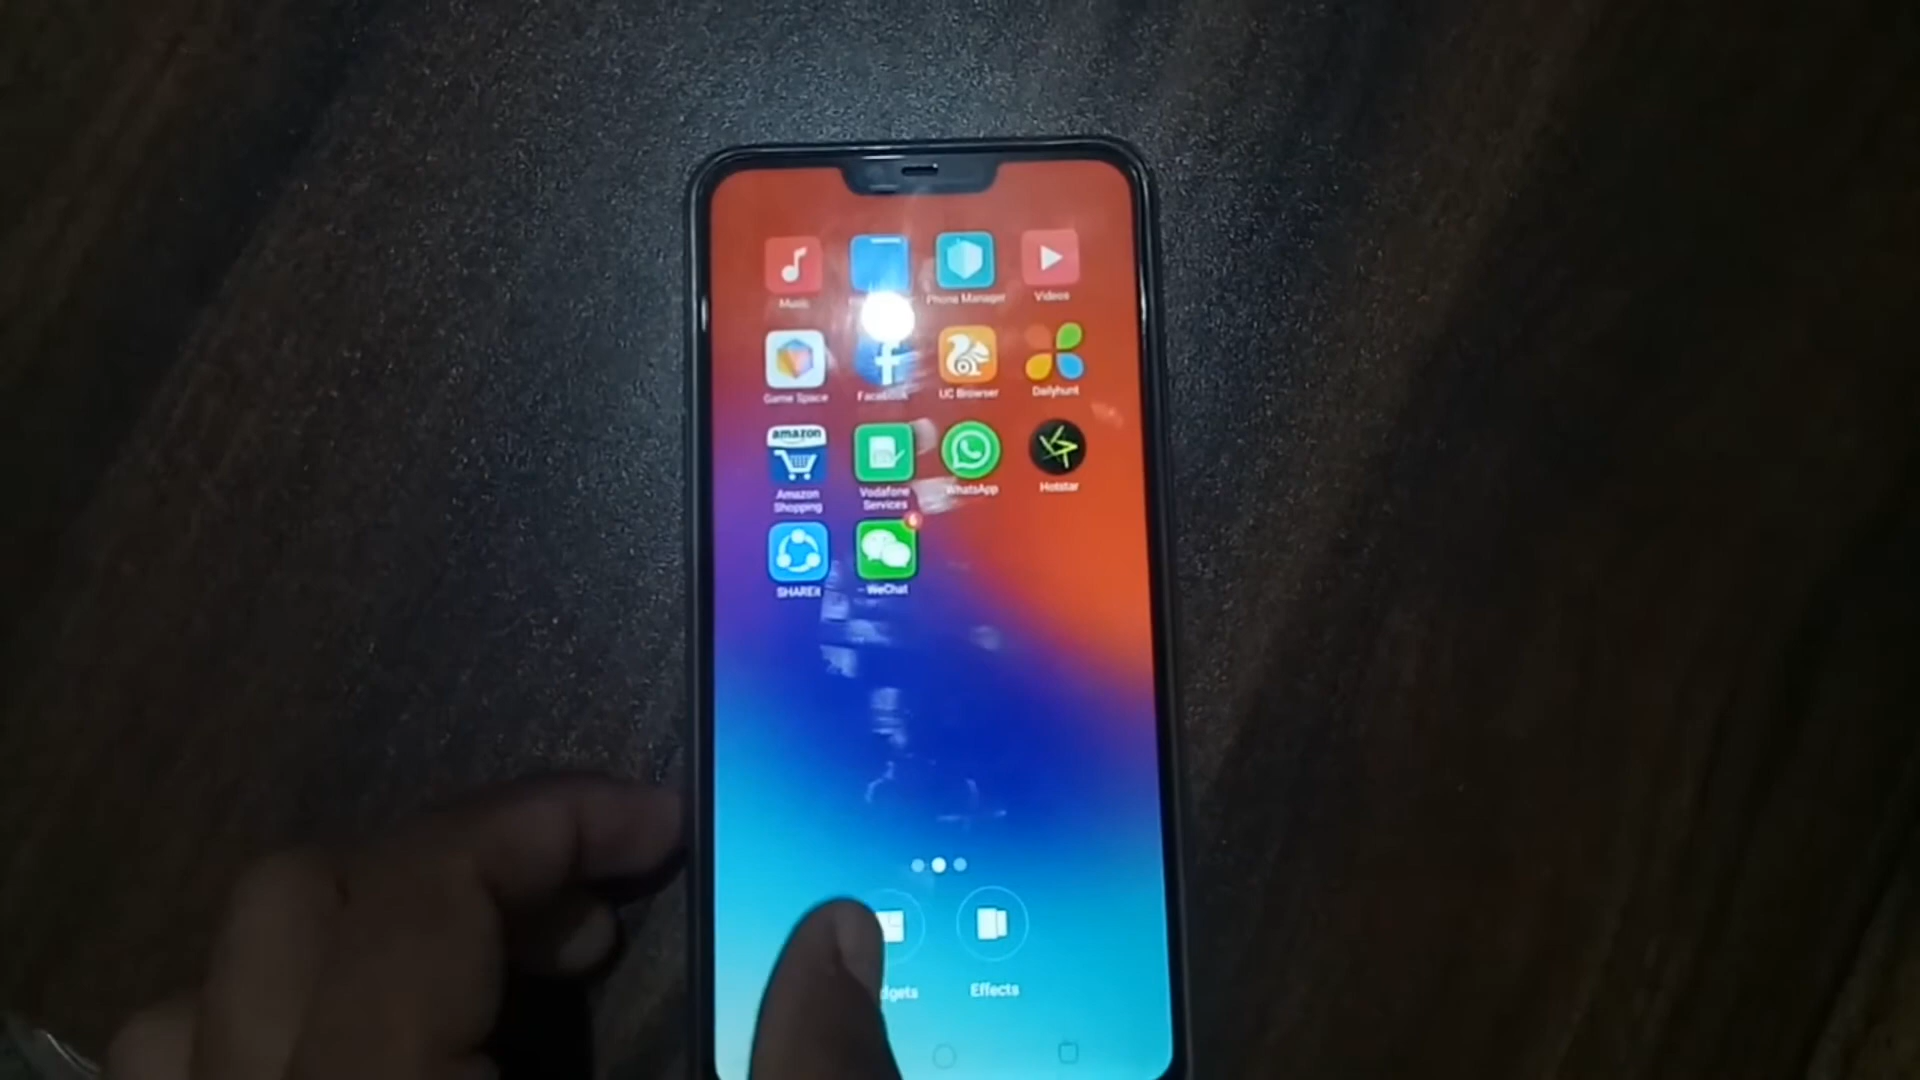 Music
Phone Manager
Videos
Game Space
Facebook
UC Browser
Dailyhunt
amazon
Amazon
Shopping
Vodafone
Services
WhatsApp
Hotstar
SHAREit
6
WeChat
dgets
Effects